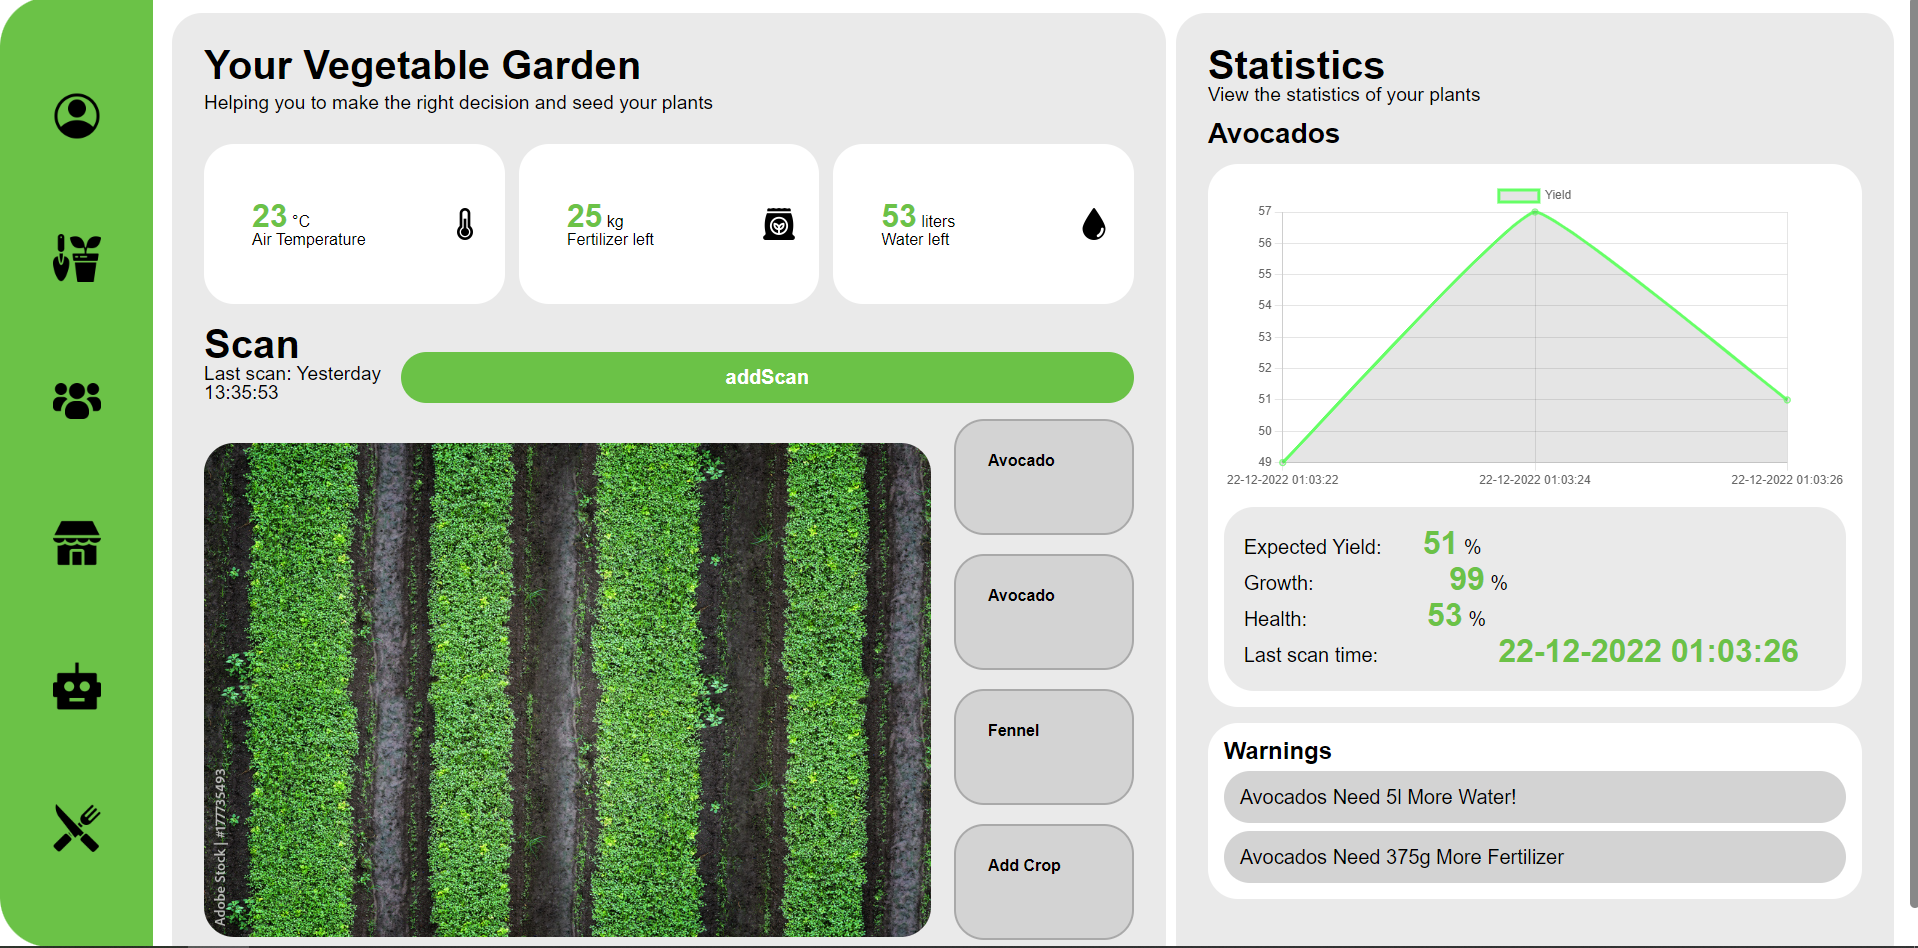 Your Vegetable Garden
Helping you to make the right decision and seed your plants
23 °C
Air Temperature
25 kg
Fertilizer left
53 liters
Water left
Scan
Last scan: Yesterday
13:35:53
addScan
Adobe Stock | #177735493
Avocado
Avocado
Fennel
Add Crop
Statistics
View the statistics of your plants
Avocados
Yield
57
56
55
54
53
52
51
50
49
22-12-2022 01:03:22
22-12-2022 01:03:24
22-12-2022 01:03:26
Expected Yield: 51 %
Growth: 99 %
Health: 53 %
Last scan time: 22-12-2022 01:03:26
Warnings
Avocados Need 5l More Water!
Avocados Need 375g More Fertilizer